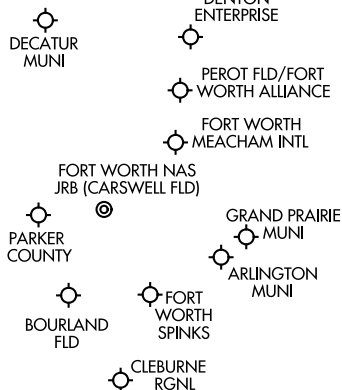 DENTON
ENTERPRISE
DECATUR
MUNI
PEROT FLD/FORT
WORTH ALLIANCE
FORT WORTH
MEACHAM INTL
FORT WORTH NAS
JRB (CARSWELL FLD)
GRAND PRAIRIE
MUNI
PARKER
COUNTY
ARLINGTON
MUNI
BOURLAND
FLD
FORT
WORTH
SPINKS
CLEBURNE
RGNL